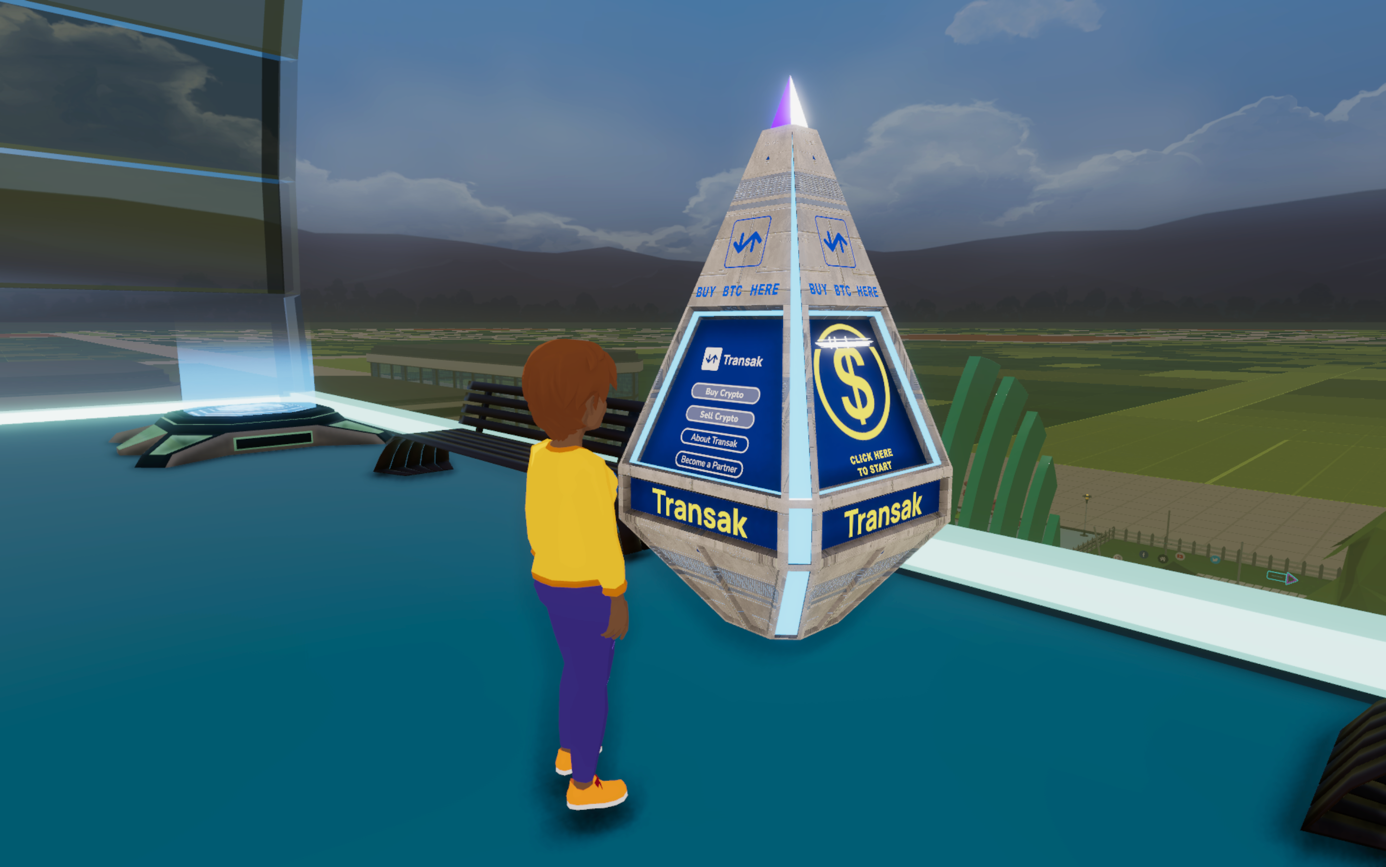 BUY BTC HERE
BUY BTC HERE
Transak
Buy Crypto
Sell Crypto
About Transak
Become a Partner
CLICK HERE
TO START
Transak
Transak